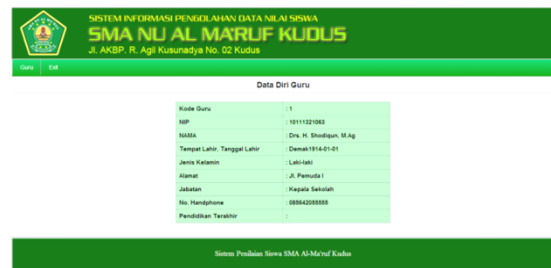 SISTEM INFORMASI PENGOLAHAN DATA NILAI SISWA
SMA NU AL MA'RUF KUDUS
Jl. AKBP. R. Agil Kusunadya No. 02 Kudus
Guru Exit
Data Diri Guru
Kode Guru : 1
NIP : 10111321063
NAMA : Drs. H. Shodiqun, M.Ag
Tempat Lahir, Tanggal Lahir : Demak1914-01-01
Jenis Kelamin : Laki-laki
Alamat : Jl. Pemuda I
Jabatan : Kepala Sekolah
No. Handphone :
Pendidikan Terakhir :
Sistem Penilaian Siswa SMA Al-Ma'ruf Kudus